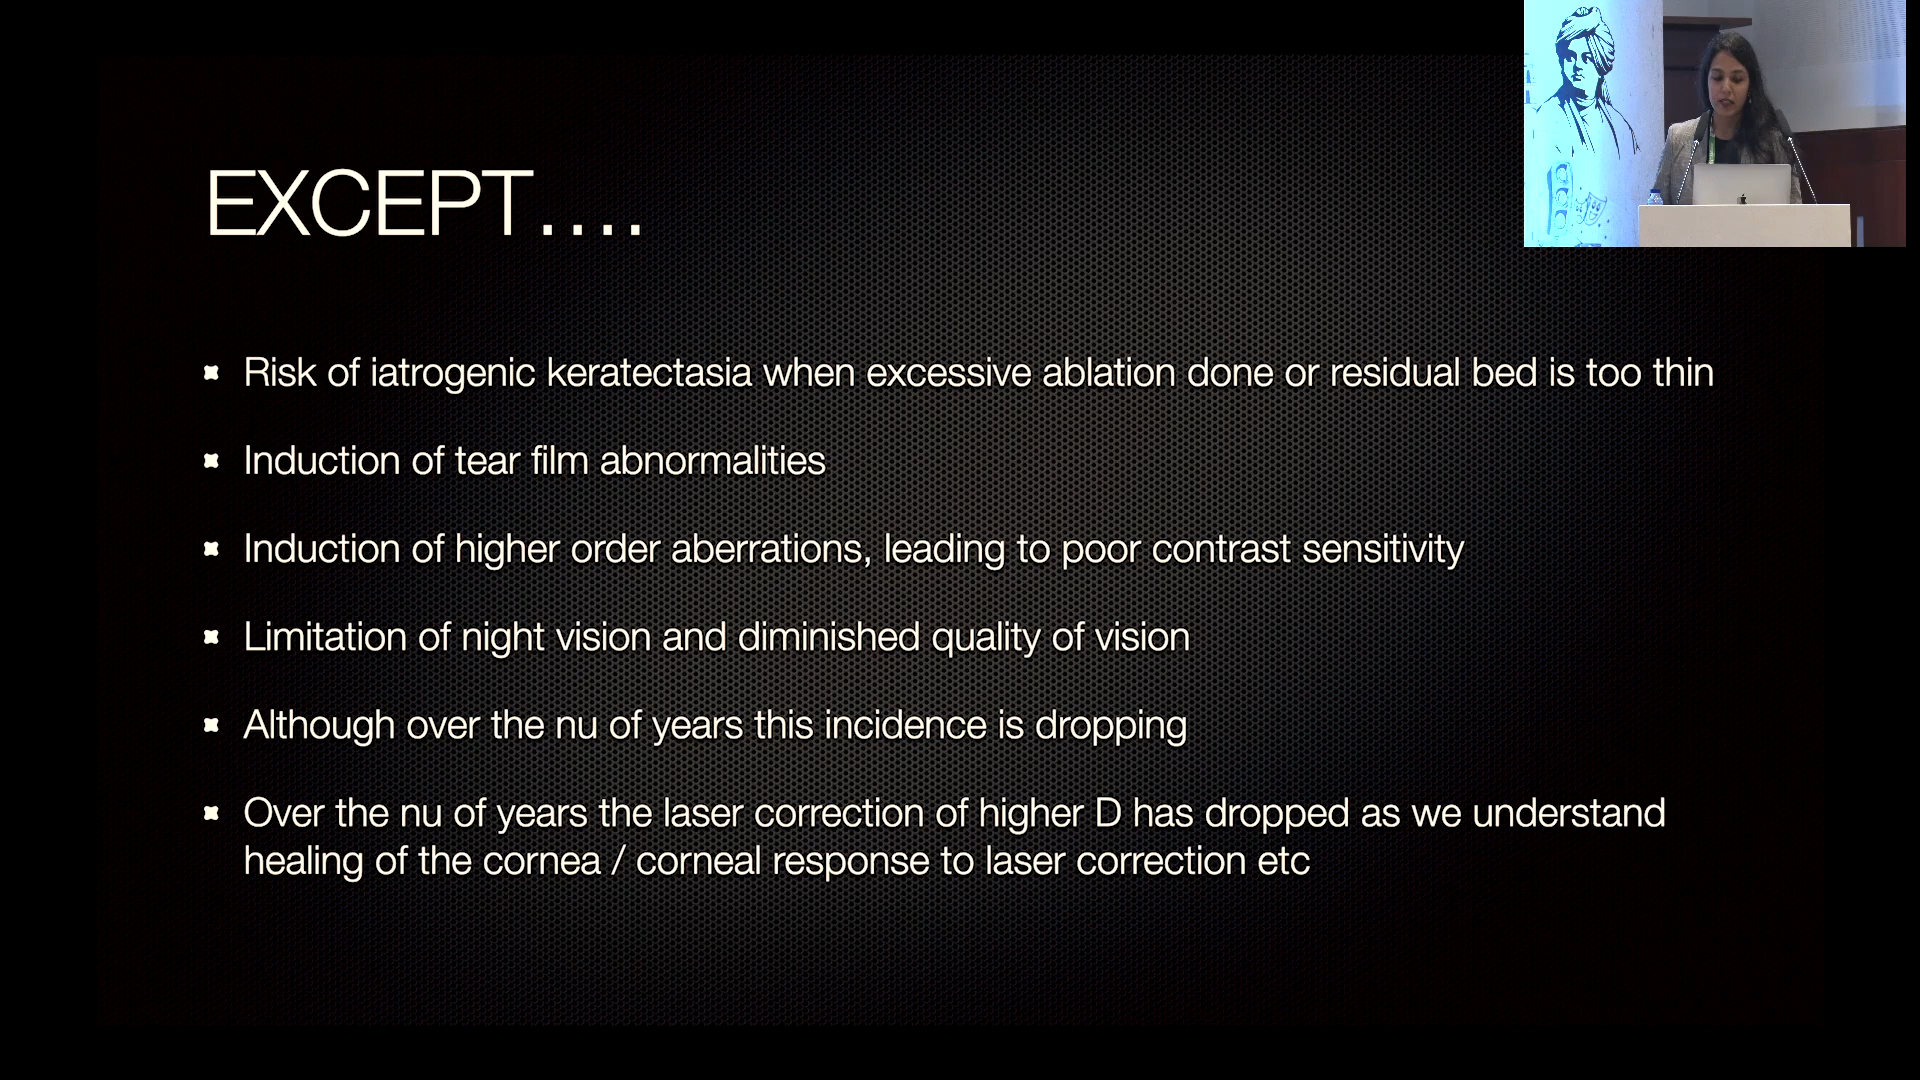 EXCEPT....
Risk of iatrogenic keratectasia when excessive ablation done or residual bed is too thin
Induction of tear film abnormalities
Induction of higher order aberrations, leading to poor contrast sensitivity
Limitation of night vision and diminished quality of vision
Although over the nu of years this incidence is dropping
Over the nu of years the laser correction of higher D has dropped as we understand
healing of the cornea / corneal response to laser correction etc